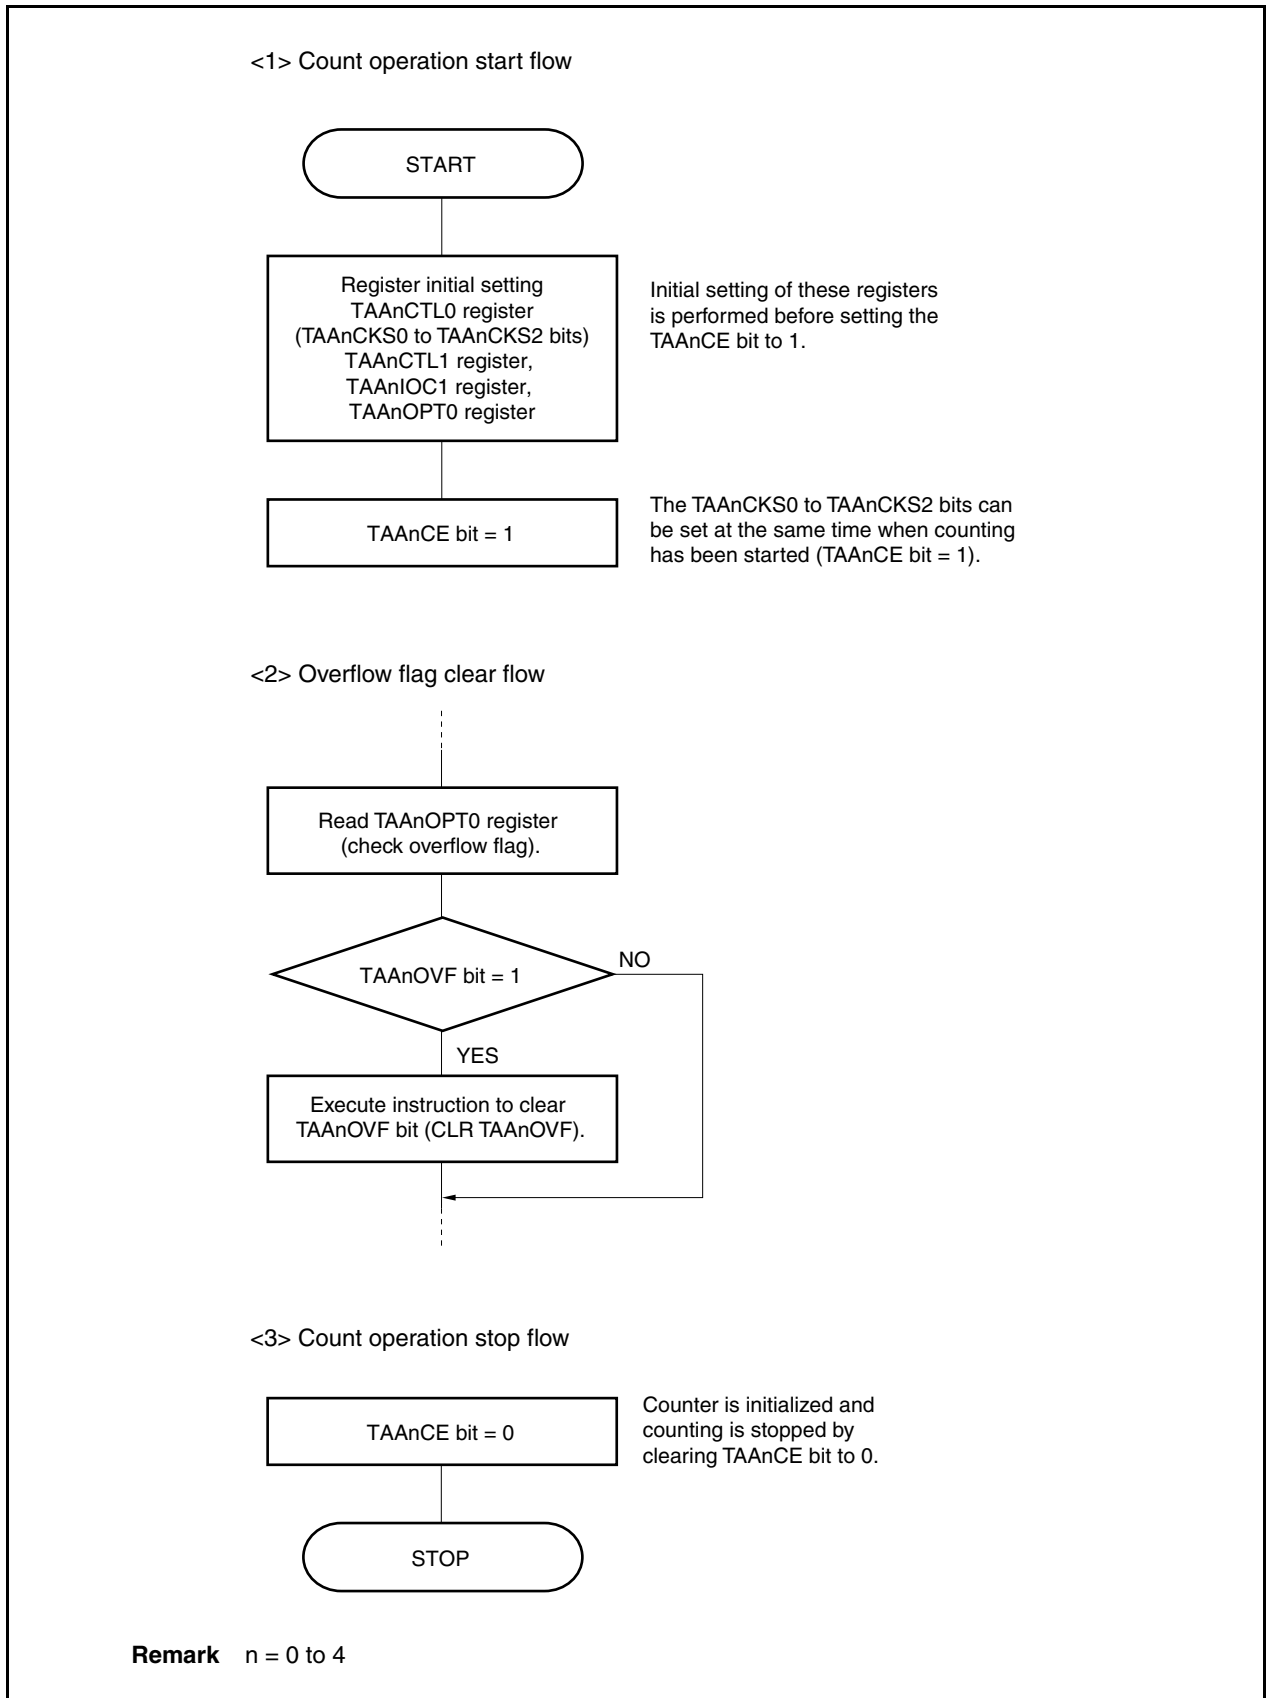 <1> Count operation start flow
START
Register initial setting
TAAnCTL0 register
(TAAnCKS0 to TAAnCKS2 bits)
TAAnCTL1 register,
TAAnIOC1 register,
TAAnOPT0 register
Initial setting of these registers
is performed before setting the
TAAnCE bit to 1.
TAAnCE bit = 1
The TAAnCKS0 to TAAnCKS2 bits can
be set at the same time when counting
has been started (TAAnCE bit = 1).
<2> Overflow flag clear flow
Read TAAnOPT0 register
(check overflow flag).
TAAnOVF bit = 1
NO
YES
Execute instruction to clear
TAAnOVF bit (CLR TAAnOVF).
<3> Count operation stop flow
TAAnCE bit = 0
Counter is initialized and
counting is stopped by
clearing TAAnCE bit to 0.
STOP
Remark n = 0 to 4